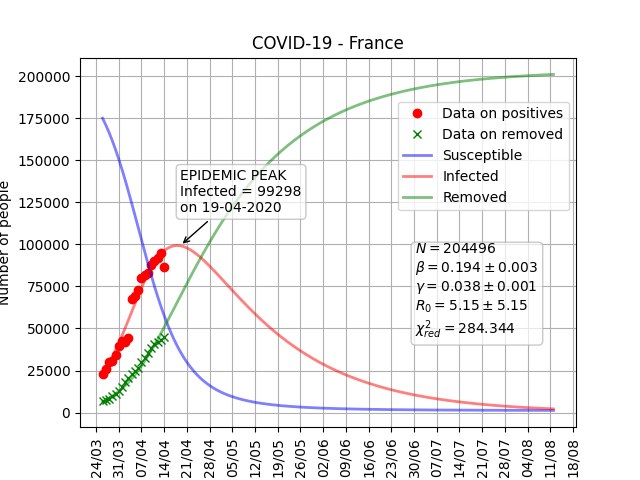 COVID-19 - France
Number of people
200000
175000
150000
125000
100000
75000
50000
25000
0
Data on positives
Data on removed
Susceptible
Infected
Removed
EPIDEMIC PEAK
Infected = 99298
on 19-04-2020
N = 204496
β = 0.194 ± 0.003
γ = 0.038 ± 0.001
R₀ = 5.15 ± 5.15
χ²red = 284.344
24/03
31/03
07/04
14/04
21/04
28/04
05/05
12/05
19/05
26/05
02/06
09/06
16/06
23/06
30/06
07/07
14/07
21/07
28/07
04/08
11/08
18/08